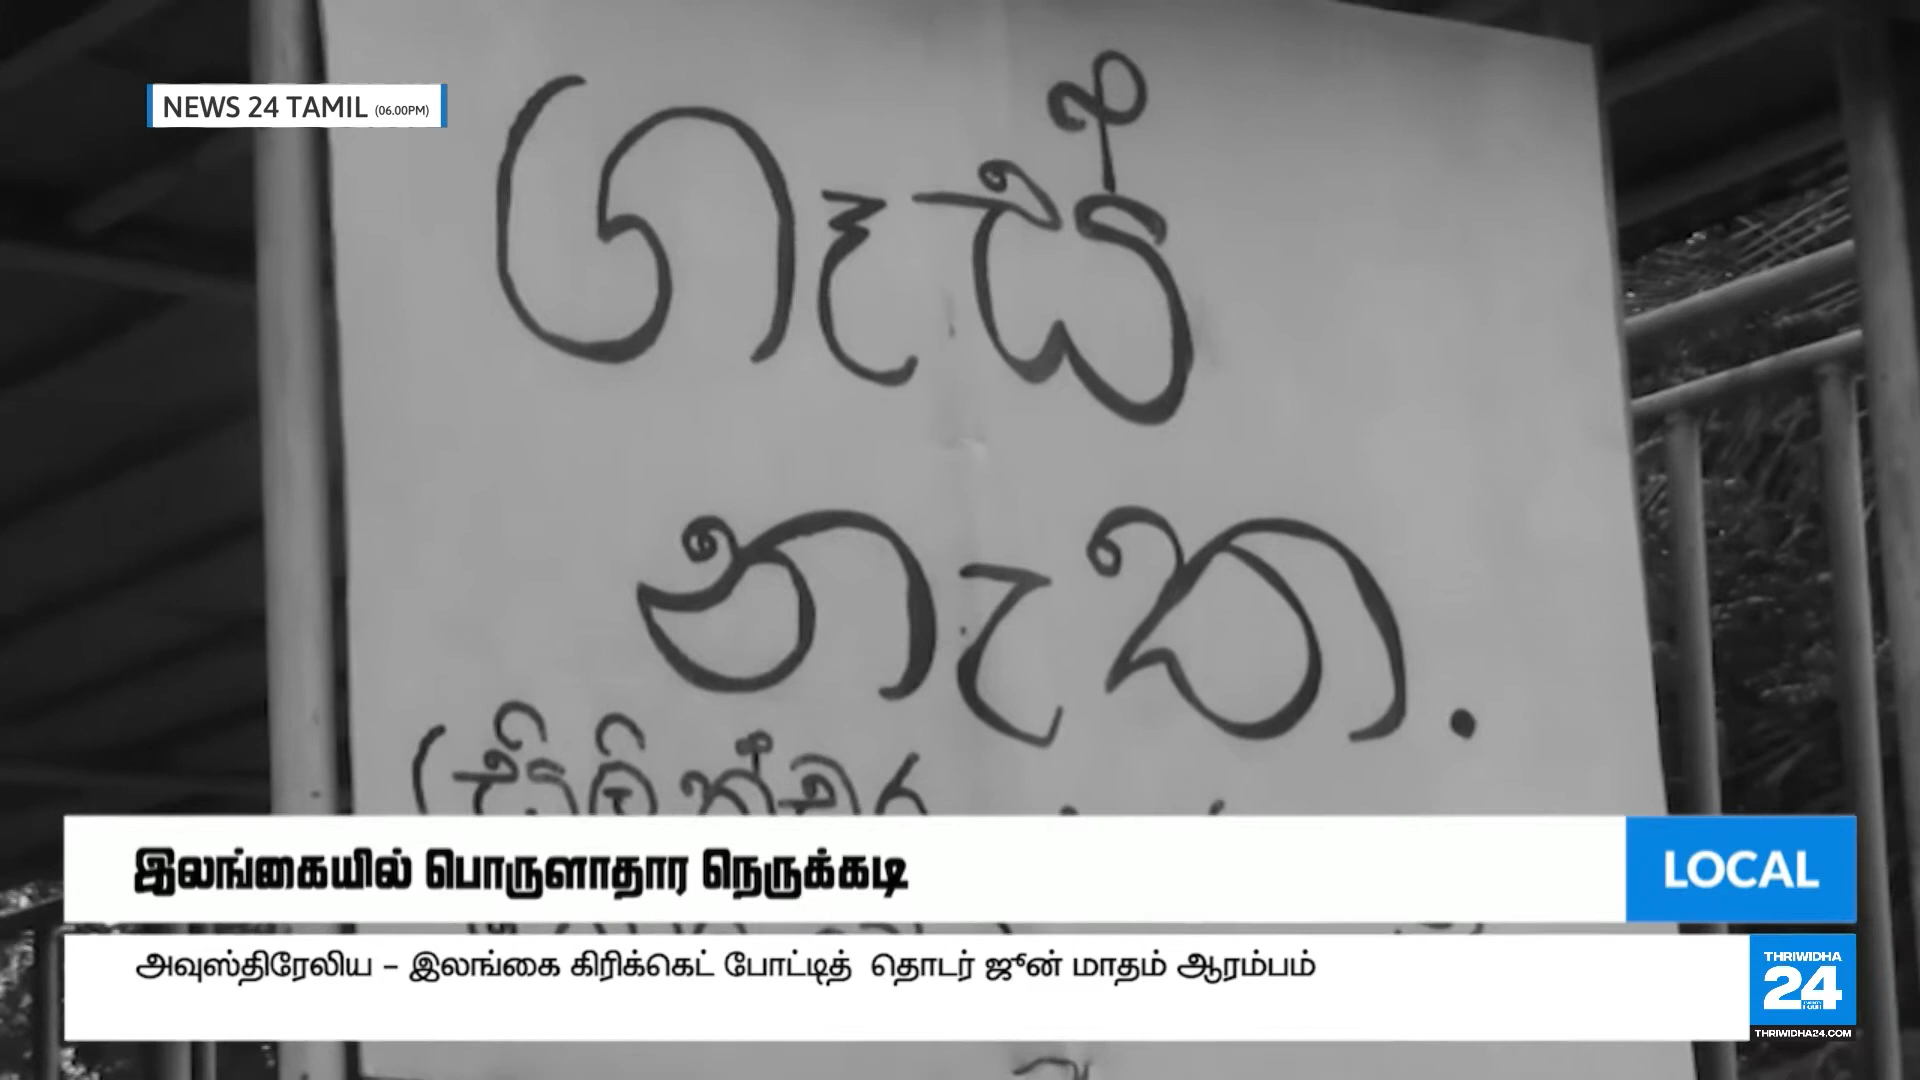 NEWS 24 TAMIL (06.00PM)
ගෑස්
නැත.
இலங்கையில் பொருளாதார நெருக்கடி
LOCAL
அவுஸ்திரேலிய – இலங்கை கிரிக்கெட் போட்டித் தொடர் ஜூன் மாதம் ஆரம்பம்
THRIWIDHA
24
THRIWIDHA24.COM